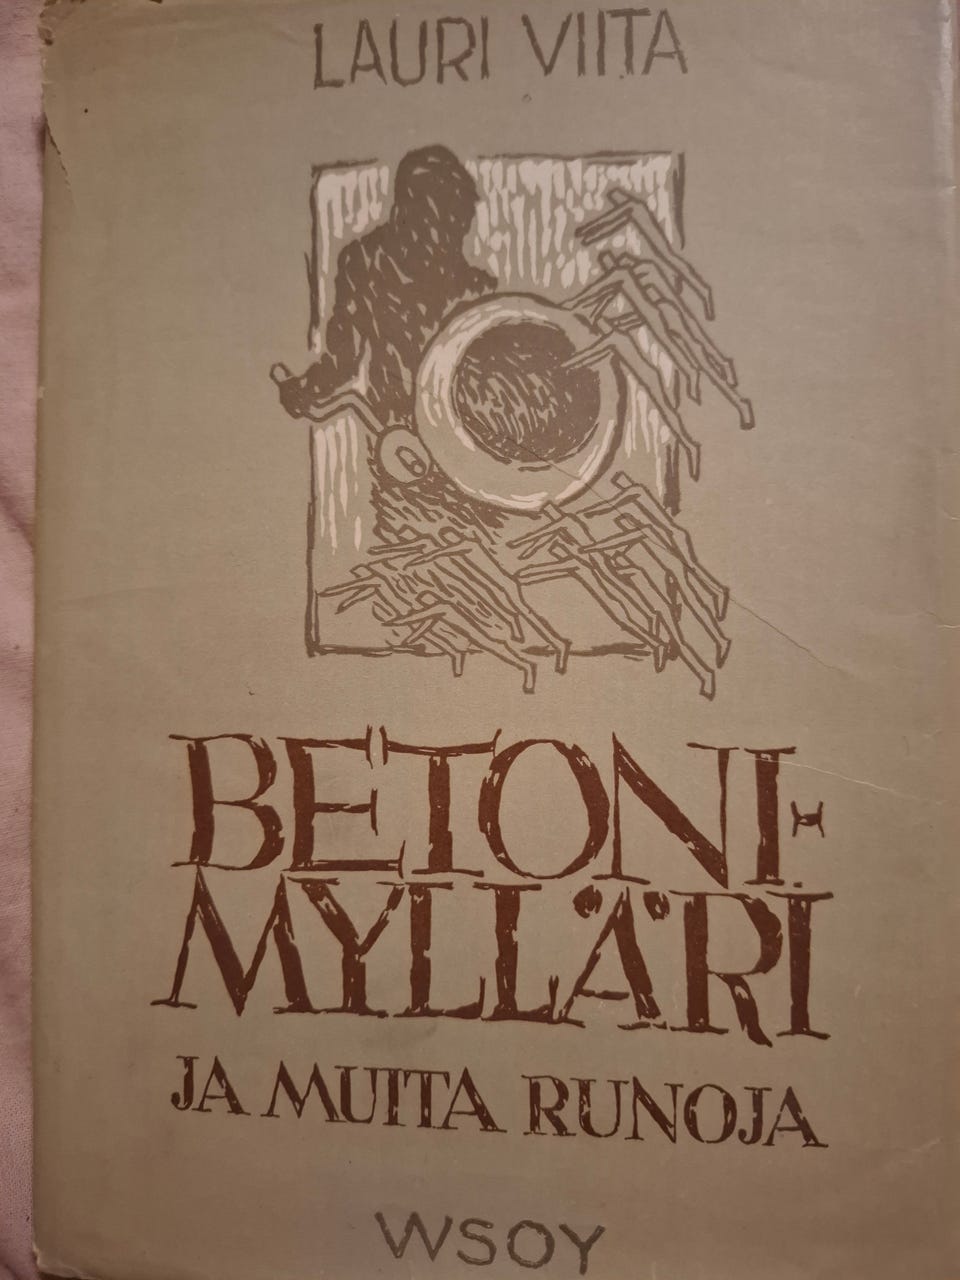 LAURI VIITA
BETONI-
MYLLÄRI
JA MUITA RUNOJA
WSOY